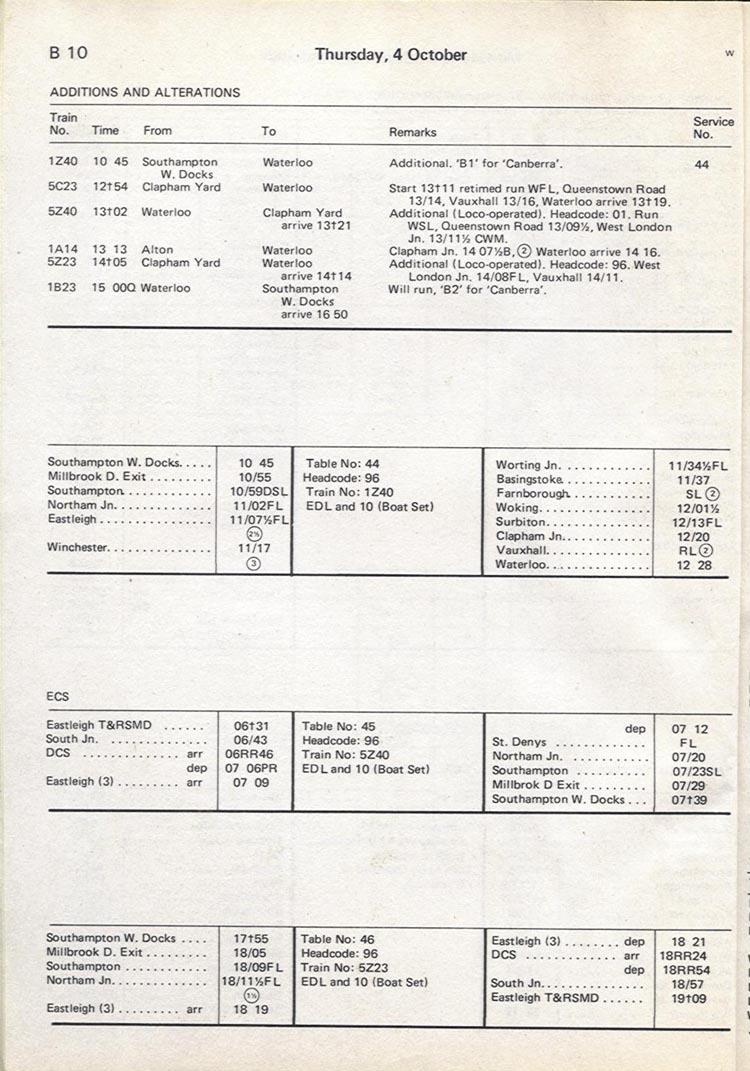 B 10
Thursday, 4 October
W
ADDITIONS AND ALTERATIONS
Train No. Time From To Remarks Service No.
1Z40 10 45 Southampton Waterloo Additional. 'B1' for 'Canberra'. 44
W. Docks
5C23 12†54 Clapham Yard Waterloo Start 13†11 retimed run WFL, Queenstown Road
13/14, Vauxhall 13/16, Waterloo arrive 13†19.
5Z40 13†02 Waterloo Clapham Yard Additional (Loco-operated). Headcode: 01. Run
arrive 13†21 WSL, Queenstown Road 13/09½, West London
Jn. 13/11½ CWM.
1A14 13 13 Alton Waterloo Clapham Jn. 14 07½B, ② Waterloo arrive 14 16.
5Z23 14†05 Clapham Yard Waterloo Additional (Loco-operated). Headcode: 96. West
arrive 14†14 London Jn. 14/08FL, Vauxhall 14/11.
1B23 15 00Q Waterloo Southampton Will run, 'B2' for 'Canberra'.
W. Docks
arrive 16 50
Southampton W. Docks..... 10 45
Millbrook D. Exit ......... 10/55
Southampton............. 10/59DSL
Northam Jn.............. 11/02FL
Eastleigh ................ 11/07½FL
(2½)
Winchester............... 11/17
③
Table No: 44
Headcode: 96
Train No: 1Z40
EDL and 10 (Boat Set)
Worting Jn............. 11/34½FL
Basingstoke............. 11/37
Farnborough............ SL ②
Woking................ 12/01½
Surbiton............... 12/13FL
Clapham Jn............. 12/20
Vauxhall............... RL②
Waterloo............... 12 28
ECS
Eastleigh T&RSMD ...... 06†31
South Jn. .............. 06/43
DCS .............. arr 06RR46
dep 07 06PR
Eastleigh (3) ......... arr 07 09
Table No: 45
Headcode: 96
Train No: 5Z40
EDL and 10 (Boat Set)
dep 07 12
St. Denys ............. FL
Northam Jn. ........... 07/20
Southampton ........... 07/23SL
Millbrok D Exit ......... 07/29
Southampton W. Docks ... 07†39
Southampton W. Docks .... 17†55
Millbrook D. Exit ......... 18/05
Southampton ............ 18/09FL
Northam Jn.............. 18/11½FL
(1½)
Eastleigh (3) ......... arr 18 19
Table No: 46
Headcode: 96
Train No: 5Z23
EDL and 10 (Boat Set)
Eastleigh (3) ........ dep 18 21
DCS ............. arr 18RR24
dep 18RR54
South Jn............... 18/57
Eastleigh T&RSMD ...... 19†09